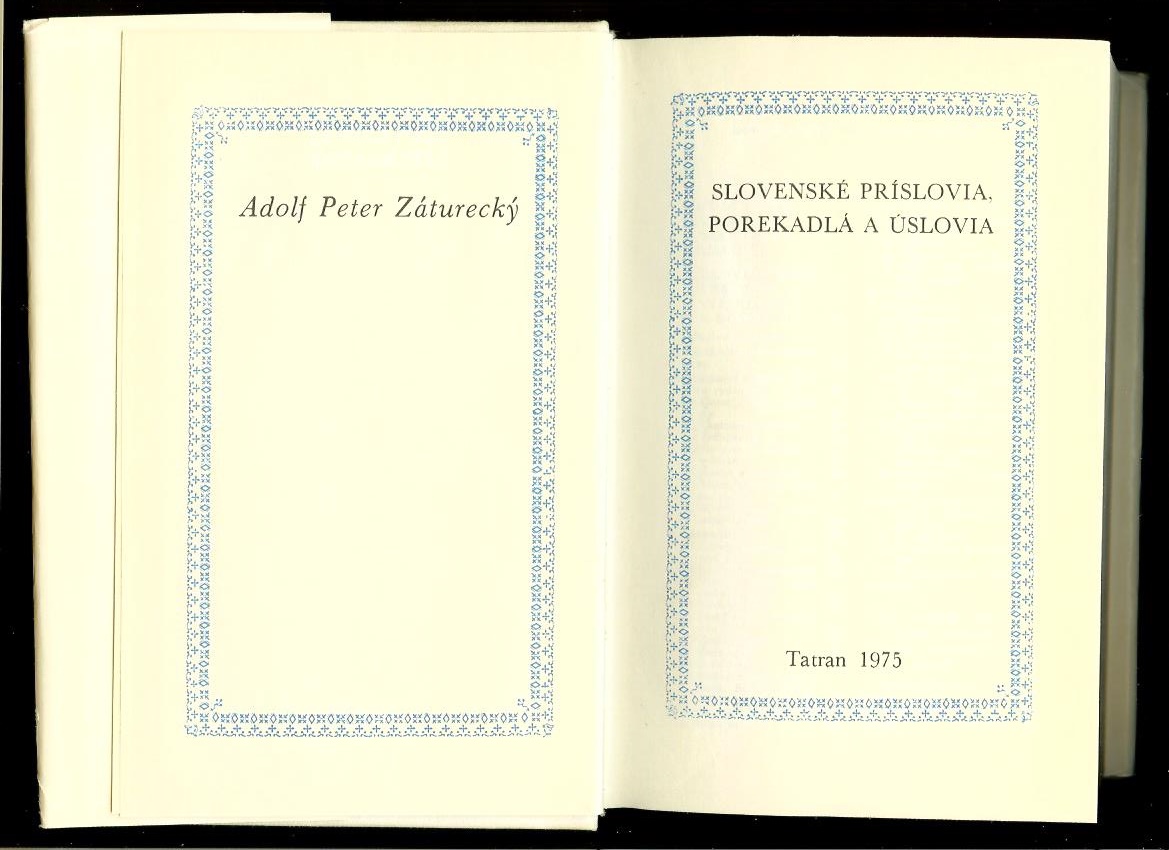 Adolf Peter Záturecký
SLOVENSKÉ PRÍSLOVIA,
POREKADLÁ A ÚSLOVIA
Tatran 1975